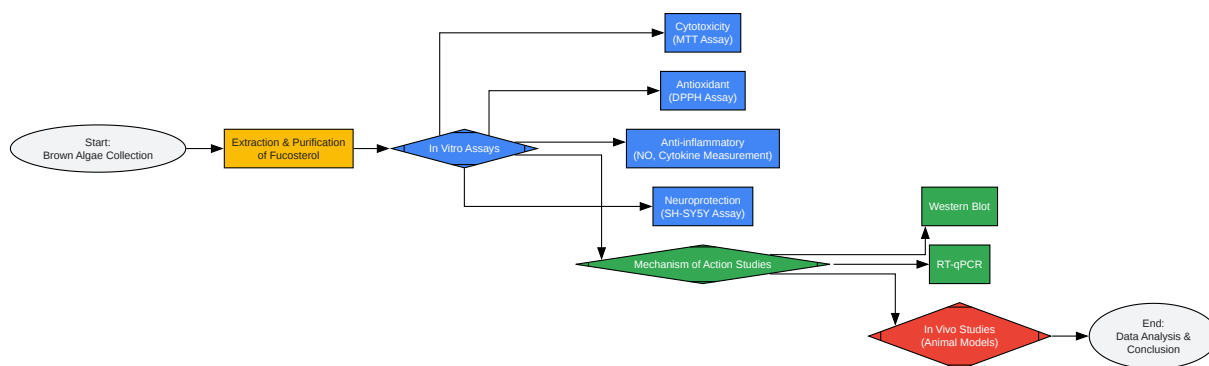 Start:
Brown Algae Collection
Extraction & Purification
of Fucosterol
In Vitro Assays
Cytotoxicity
(MTT Assay)
Antioxidant
(DPPH Assay)
Anti-inflammatory
(NO, Cytokine Measurement)
Neuroprotection
(SH-SY5Y Assay)
Mechanism of Action Studies
Western Blot
RT-qPCR
In Vivo Studies
(Animal Models)
End:
Data Analysis &
Conclusion